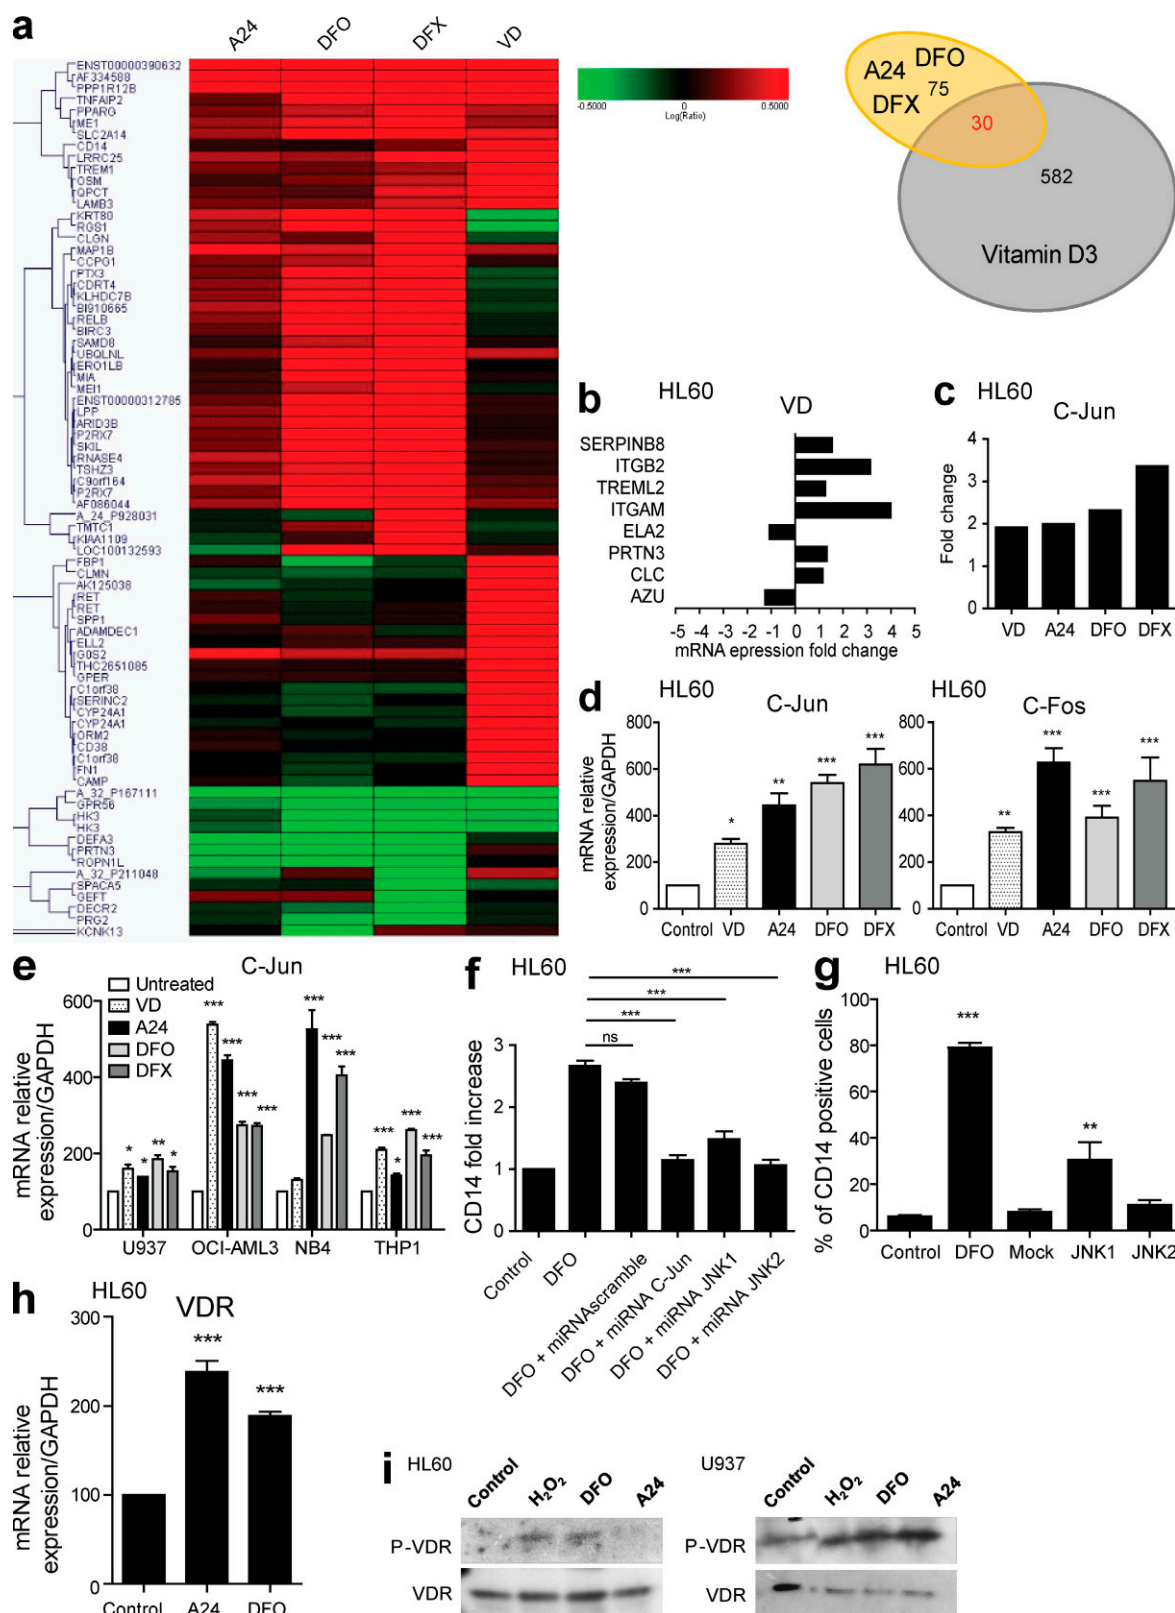 a
A24 DFO DFX VD
ENST00000390632
AF334588
PPP1R12B
TNFAIP2
PPARG
ME1
SLC2A14
CD14
LRRC25
TREM1
OSM
QPCT
LAMB3
KRT80
RGS1
CLGN
MAP1B
CCPG1
PTX3
CDRT4
KLHDC7B
BI910665
RELB
BIRC3
SAMD8
UBQLNL
ERO1LB
MIA
MEI1
ENST00000312785
LPP
ARID3B
P2RX7
SKIL
RNASE4
TSHZ3
C9orf164
P2RX7
AF086044
A_24_P928031
TMTC1
KIAA1109
LOC100132593
FBP1
CLMN
AK125038
RET
RET
SPP1
ADAMDEC1
ELL2
G0S2
THC2651085
GPER
C1orf38
SERINC2
CYP24A1
CYP24A1
ORM2
CD38
C1orf38
FN1
CAMP
A_32_P167111
GPR56
HK3
HK3
DEFA3
PRTN3
ROPN1L
A_32_P211048
SPACA5
GEFT
DECR2
PRG2
KCNK13
-0.5000 0 0.5000
Log(Ratio)
A24 DFO
DFX 75
30
582
Vitamin D3
b HL60
VD
SERPINB8
ITGB2
TREML2
ITGAM
ELA2
PRTN3
CLC
AZU
-5 -4 -3 -2 -1 0 1 2 3 4 5
mRNA epression fold change
c HL60
C-Jun
Fold change
4
3
2
1
0
VD A24 DFO DFX
d HL60
C-Jun
mRNA relative
expression/GAPDH
800
600
400
200
0
* ** *** ***
Control VD A24 DFO DFX
HL60
C-Fos
800
600
400
200
0
** *** *** ***
Control VD A24 DFO DFX
e C-Jun
Untreated
VD
A24
DFO
DFX
mRNA relative
expression/GAPDH
600
400
200
0
* * ** *
*** *** *** ***
*** *** ***
*** * *** ***
U937 OCI-AML3 NB4 THP1
f HL60
CD14 fold increase
3
2
1
0
***
***
***
ns
Control
DFO
DFO + miRNAscramble
DFO + miRNA C-Jun
DFO + miRNA JNK1
DFO + miRNA JNK2
g HL60
% of CD14 positive cells
100
80
60
40
20
0
*** **
Control DFO Mock JNK1 JNK2
h HL60
VDR
mRNA relative
expression/GAPDH
300
200
100
0
*** ***
Control A24 DFO
i HL60
Control H₂O₂ DFO A24
P-VDR
VDR
U937
Control H₂O₂ DFO A24
P-VDR
VDR